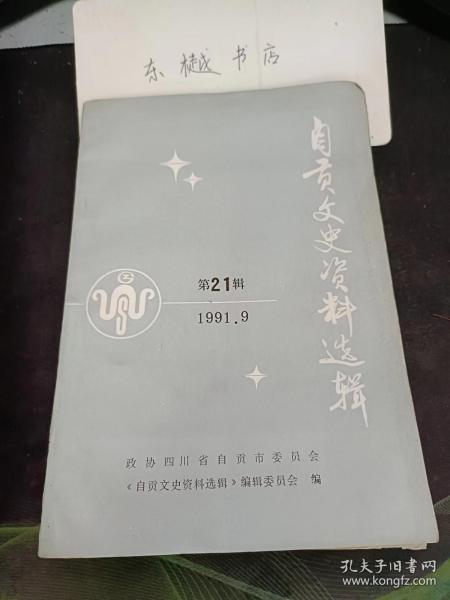 东樾书店
自贡文史资料选辑
第21辑
1991.9
政协四川省自贡市委员会
《自贡文史资料选辑》编辑委员会 编
孔夫子旧书网
www.kongfz.com